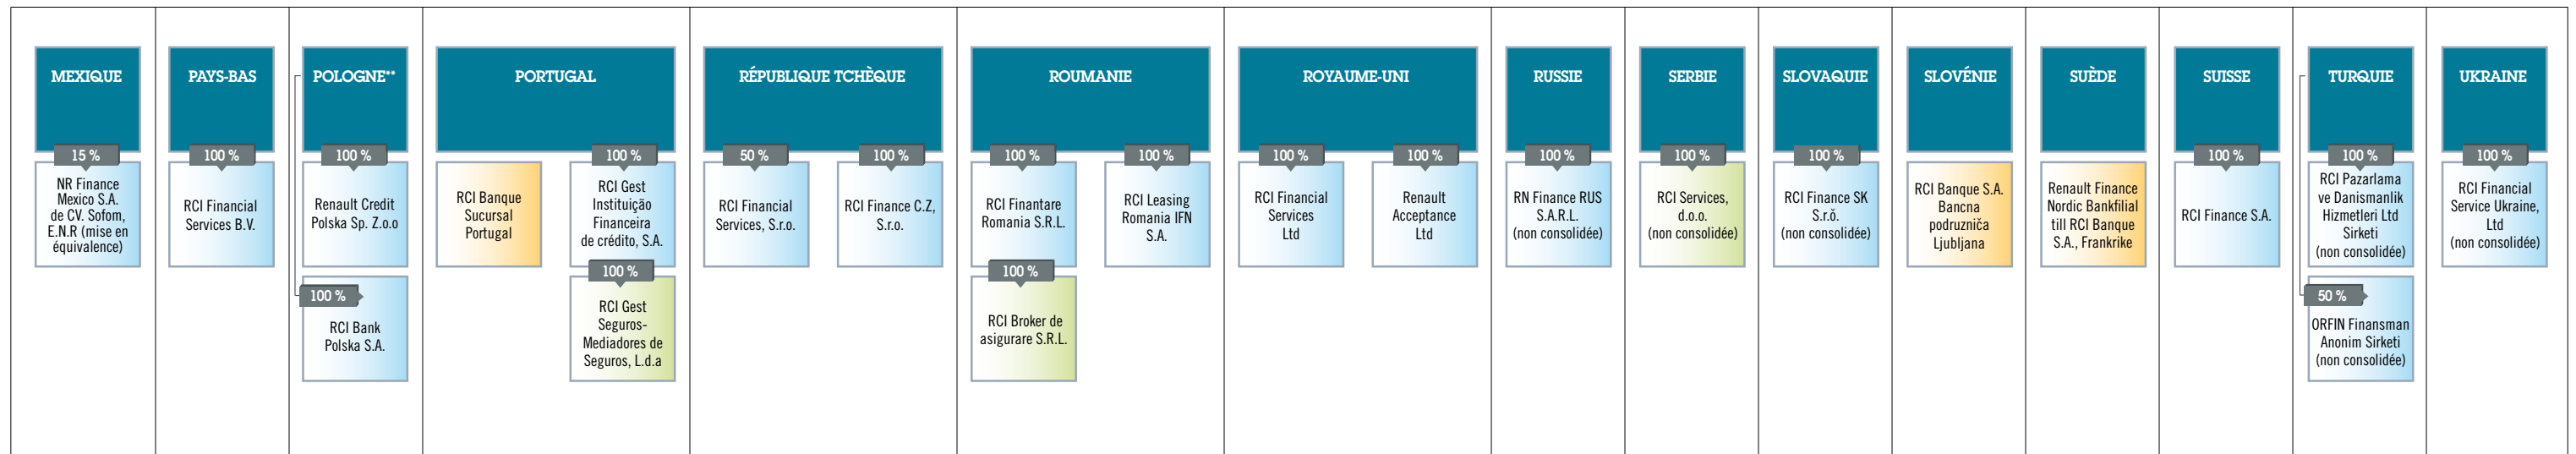 MEXIQUE
15 %
NR Finance
Mexico S.A.
de CV. Sofom,
E.N.R (mise en
équivalence)
PAYS-BAS
100 %
RCI Financial
Services B.V.
POLOGNE**
100 %
Renault Credit
Polska Sp. Z.o.o
100 %
RCI Bank
Polska S.A.
PORTUGAL
RCI Banque
Sucursal
Portugal
100 %
RCI Gest
Instituição
Financeira
de crédito, S.A.
100 %
RCI Gest
Seguros-
Mediadores de
Seguros, L.d.a
RÉPUBLIQUE TCHÈQUE
50 %
RCI Financial
Services, S.r.o.
100 %
RCI Finance C.Z,
S.r.o.
ROUMANIE
100 %
RCI Finantare
Romania S.R.L.
100 %
RCI Broker de
asigurare S.R.L.
100 %
RCI Leasing
Romania IFN
S.A.
ROYAUME-UNI
100 %
RCI Financial
Services
Ltd
100 %
Renault
Acceptance
Ltd
RUSSIE
100 %
RN Finance RUS
S.A.R.L.
(non consolidée)
SERBIE
100 %
RCI Services,
d.o.o.
(non consolidée)
SLOVAQUIE
100 %
RCI Finance SK
S.r.ŏ.
(non consolidée)
SLOVÉNIE
RCI Banque S.A.
Bancna
podruzniča
Ljubljana
SUÈDE
Renault Finance
Nordic Bankfilial
till RCI Banque
S.A., Frankrike
SUISSE
100 %
RCI Finance S.A.
TURQUIE
100 %
RCI Pazarlama
ve Danismanlik
Hizmetleri Ltd
Sirketi
(non consolidée)
50 %
ORFIN Finansman
Anonim Sirketi
(non consolidée)
UKRAINE
100 %
RCI Financial
Service Ukraine,
Ltd
(non consolidée)